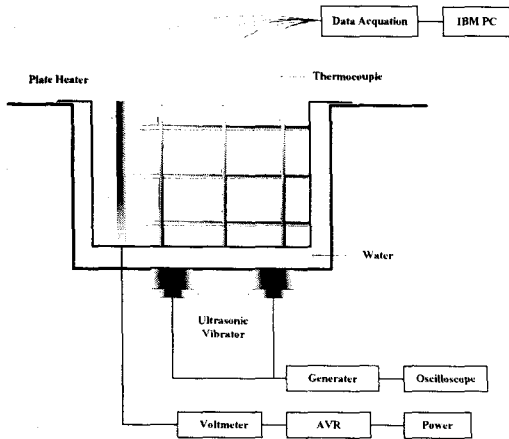 Data Acquation
IBM PC
Plate Heater
Thermocouple
Water
Ultrasonic
Vibrator
Generater
Oscilloscope
Voltmeter
AVR
Power